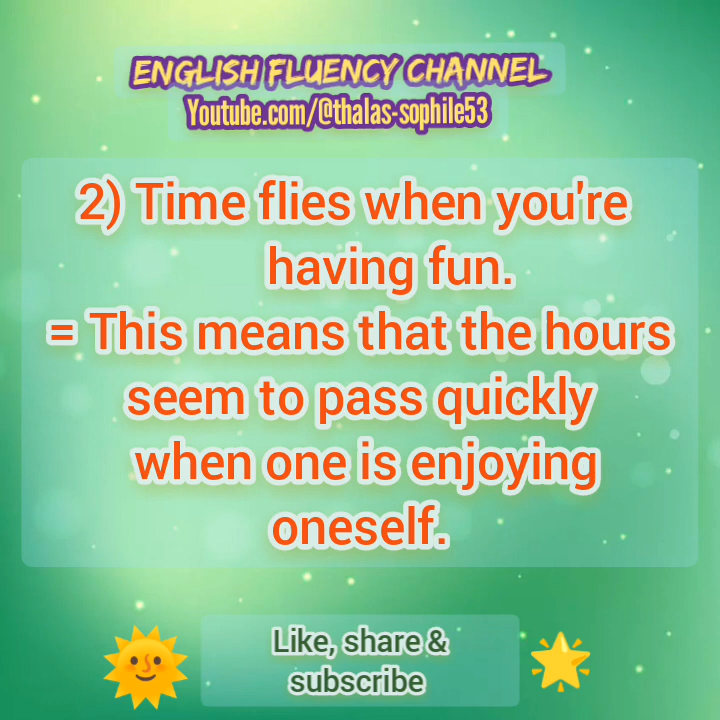 ENGLISH FLUENCY CHANNEL
Youtube.com/@thalas-sophile53
2) Time flies when you're
having fun.
= This means that the hours
seem to pass quickly
when one is enjoying
oneself.
Like, share &
subscribe